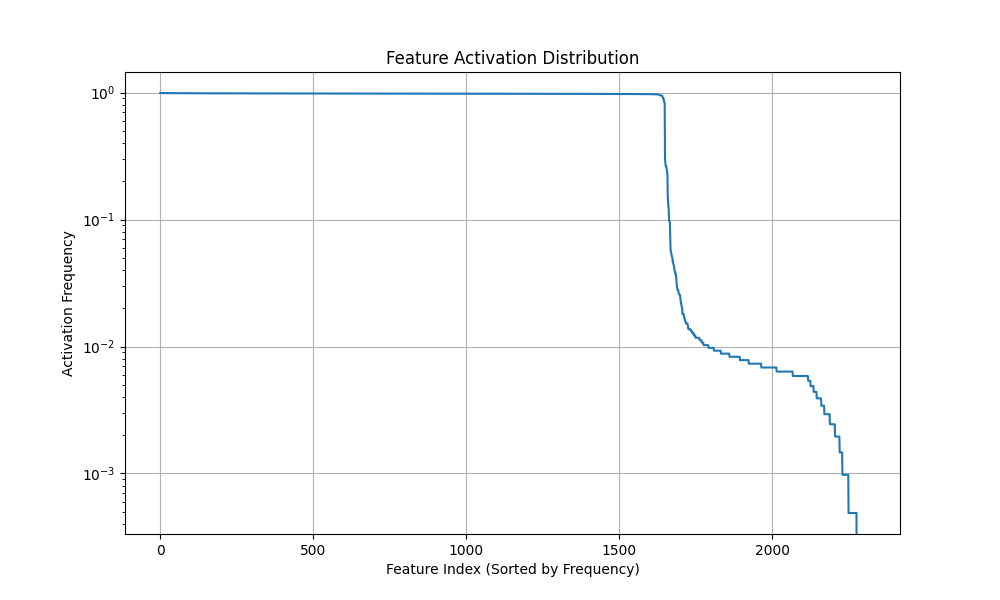 Feature Activation Distribution
Activation Frequency
10⁰
10⁻¹
10⁻²
10⁻³
0 500 1000 1500 2000
Feature Index (Sorted by Frequency)